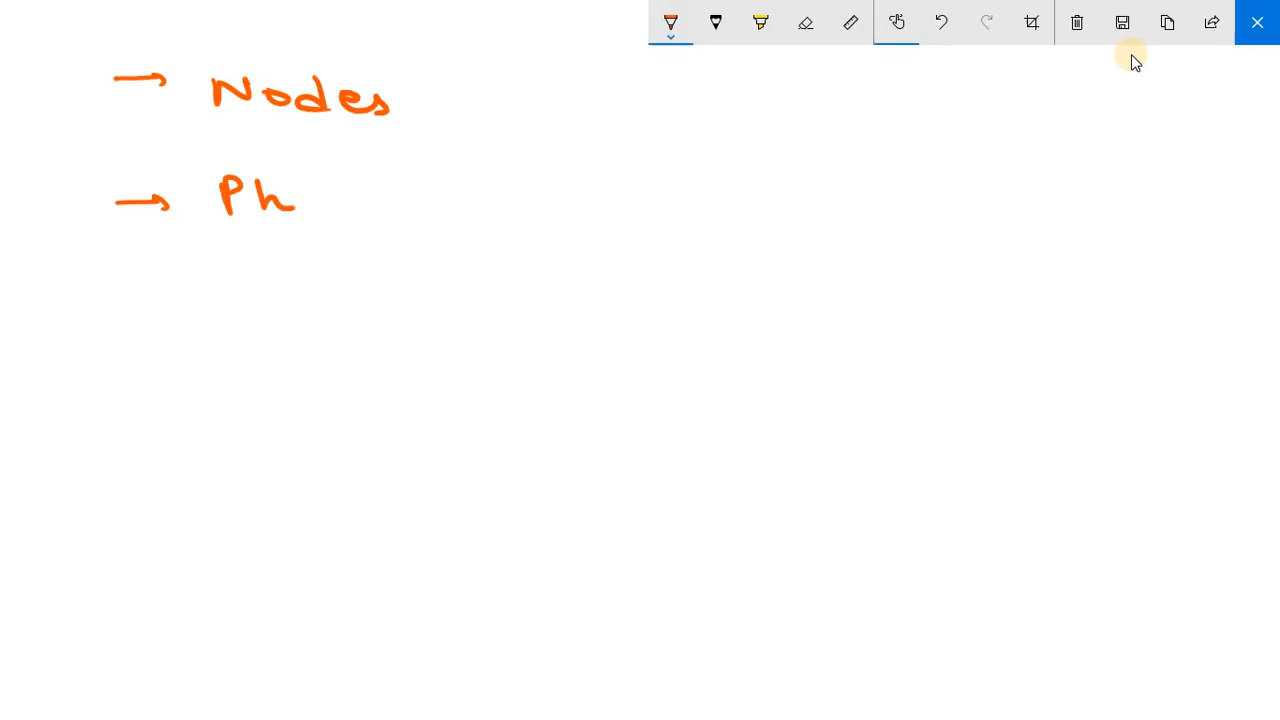 → Nodes
→ Ph